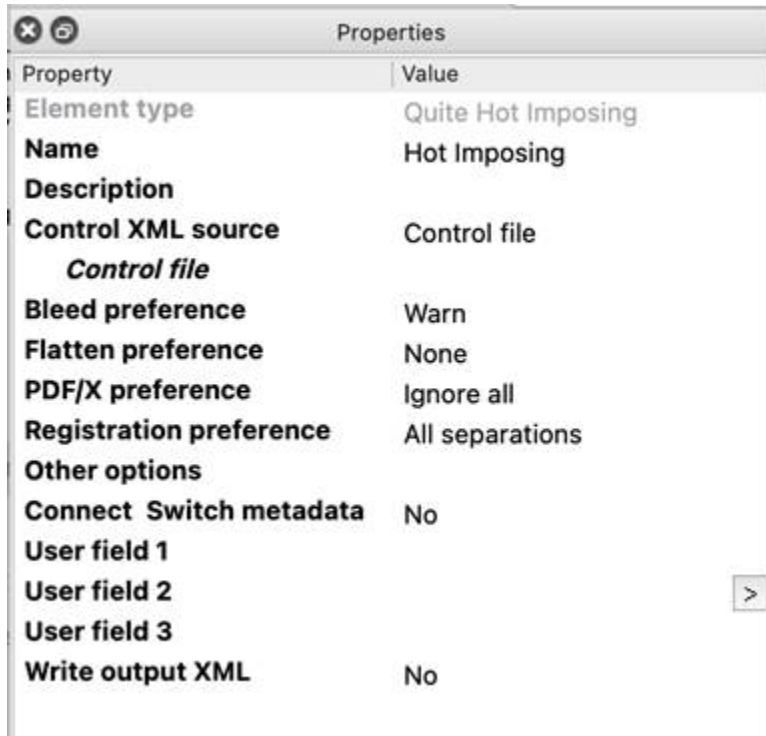 Properties
Property Value
Element type Quite Hot Imposing
Name Hot Imposing
Description
Control XML source Control file
Control file
Bleed preference Warn
Flatten preference None
PDF/X preference Ignore all
Registration preference All separations
Other options
Connect  Switch metadata No
User field 1
User field 2 >
User field 3
Write output XML No